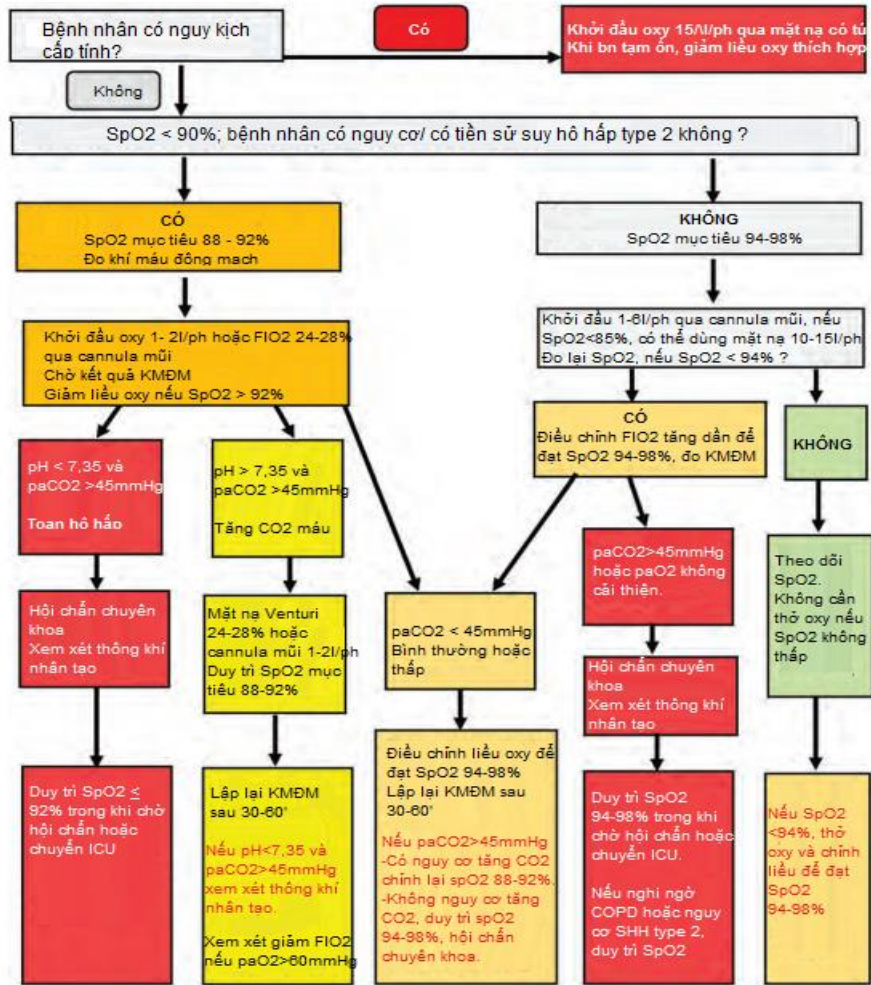 Bệnh nhân có nguy kịch
cấp tính?
Có
Khởi đầu oxy 15/l/ph qua mặt nạ có tú
Khi bn tạm ổn, giảm liều oxy thích hợp
Không
SpO2 < 90%; bệnh nhân có nguy cơ/ có tiền sử suy hô hấp type 2 không ?
CÓ
SpO2 mục tiêu 88 - 92%
Đo khí máu động mạch
KHÔNG
SpO2 mục tiêu 94-98%
Khởi đầu oxy 1- 2l/ph hoặc FIO2 24-28%
qua cannula mũi
Chờ kết quả KMĐM
Giảm liều oxy nếu SpO2 > 92%
Khởi đầu 1-6l/ph qua cannula mũi, nếu
SpO2<85%, có thể dùng mặt nạ 10-15l/ph
Đo lại SpO2, nếu SpO2 < 94% ?
CÓ
Điều chỉnh FIO2 tăng dần để
đạt SpO2 94-98%, đo KMĐM
KHÔNG
pH < 7,35 và
paCO2 >45mmHg
Toan hô hấp
pH > 7,35 và
paCO2 >45mmHg
Tăng CO2 máu
paCO2 < 45mmHg
Bình thường hoặc
thấp
paCO2>45mmHg
hoặc paO2 không
cải thiện.
Theo dõi
SpO2.
Không cần
thở oxy nếu
SpO2 không
thấp
Hội chẩn chuyên
khoa
Xem xét thông khí
nhân tạo
Mặt nạ Venturi
24-28% hoặc
cannula mũi 1-2l/ph
Duy trì SpO2 mục
tiêu 88-92%
Hội chẩn chuyên
khoa
Xem xét thông khí
nhân tạo
Duy trì SpO2 ≤
92% trong khi chờ
hội chẩn hoặc
chuyển ICU
Lập lại KMĐM
sau 30-60'
Nếu pH<7,35 và
paCO2>45mmHg
xem xét thông khí
nhân tạo.
Xem xét giảm FIO2
nếu paO2>60mmHg
Điều chỉnh liều oxy để
đạt SpO2 94-98%
Lập lại KMĐM sau
30-60'
Nếu paCO2>45mmHg
-Có nguy cơ tăng CO2
chỉnh lại spO2 88-92%.
-Không nguy cơ tăng
CO2, duy trì spO2
94-98%, hội chẩn
chuyên khoa.
Duy trì SpO2
94-98% trong khi
chờ hội chẩn hoặc
chuyển ICU.
Nếu nghi ngờ
COPD hoặc nguy
cơ SHH type 2,
duy trì SpO2
Nếu SpO2
<94%, thở
oxy và chỉnh
liều để đạt
SpO2
94-98%